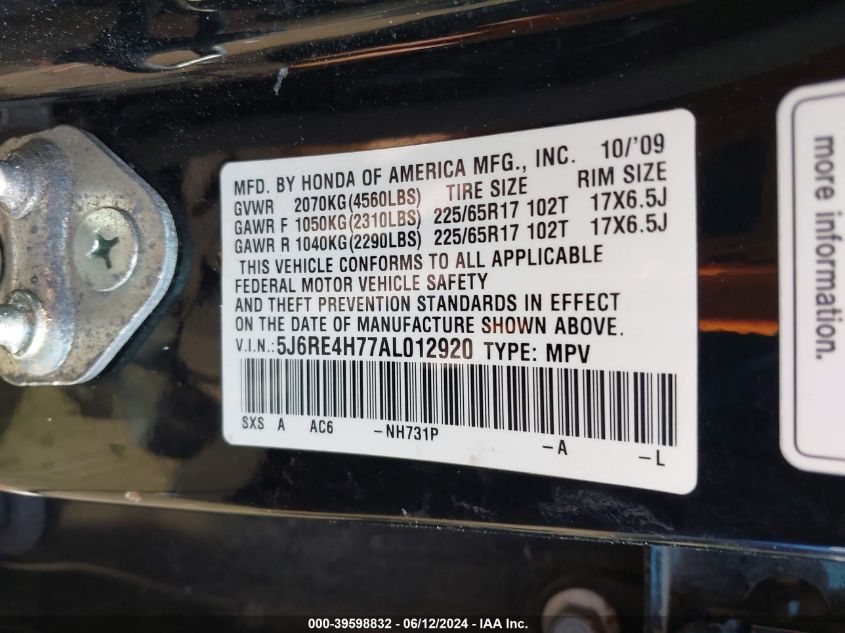 MFD. BY HONDA OF AMERICA MFG., INC. 10/'09
GVWR 2070KG(4560LBS) TIRE SIZE RIM SIZE
GAWR F 1050KG(2310LBS) 225/65R17 102T 17X6.5J
GAWR R 1040KG(2290LBS) 225/65R17 102T 17X6.5J
THIS VEHICLE CONFORMS TO ALL APPLICABLE
FEDERAL MOTOR VEHICLE SAFETY
AND THEFT PREVENTION STANDARDS IN EFFECT
ON THE DATE OF MANUFACTURE SHOWN ABOVE.
V.I.N.: 5J6RE4H77AL012920 TYPE: MPV
SXS A AC6 -NH731P -A -L
more information.
000-39598832 - 06/12/2024 - IAA Inc.